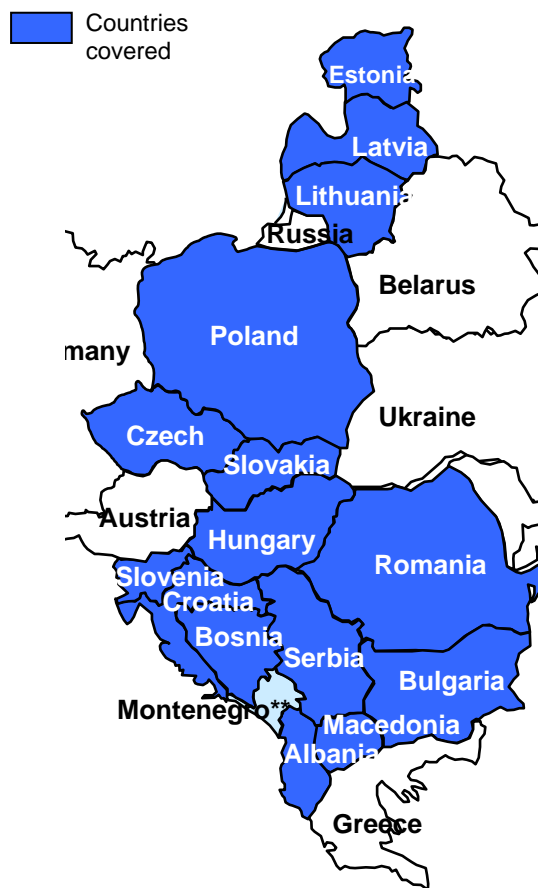 Countries
covered
Estonia
Latvia
Lithuania
Russia
Belarus
Poland
many
Ukraine
Czech
Slovakia
Austria
Hungary
Romania
Slovenia
Croatia
Bosnia
Serbia
Bulgaria
Montenegro**
Macedonia
Albania
Greece